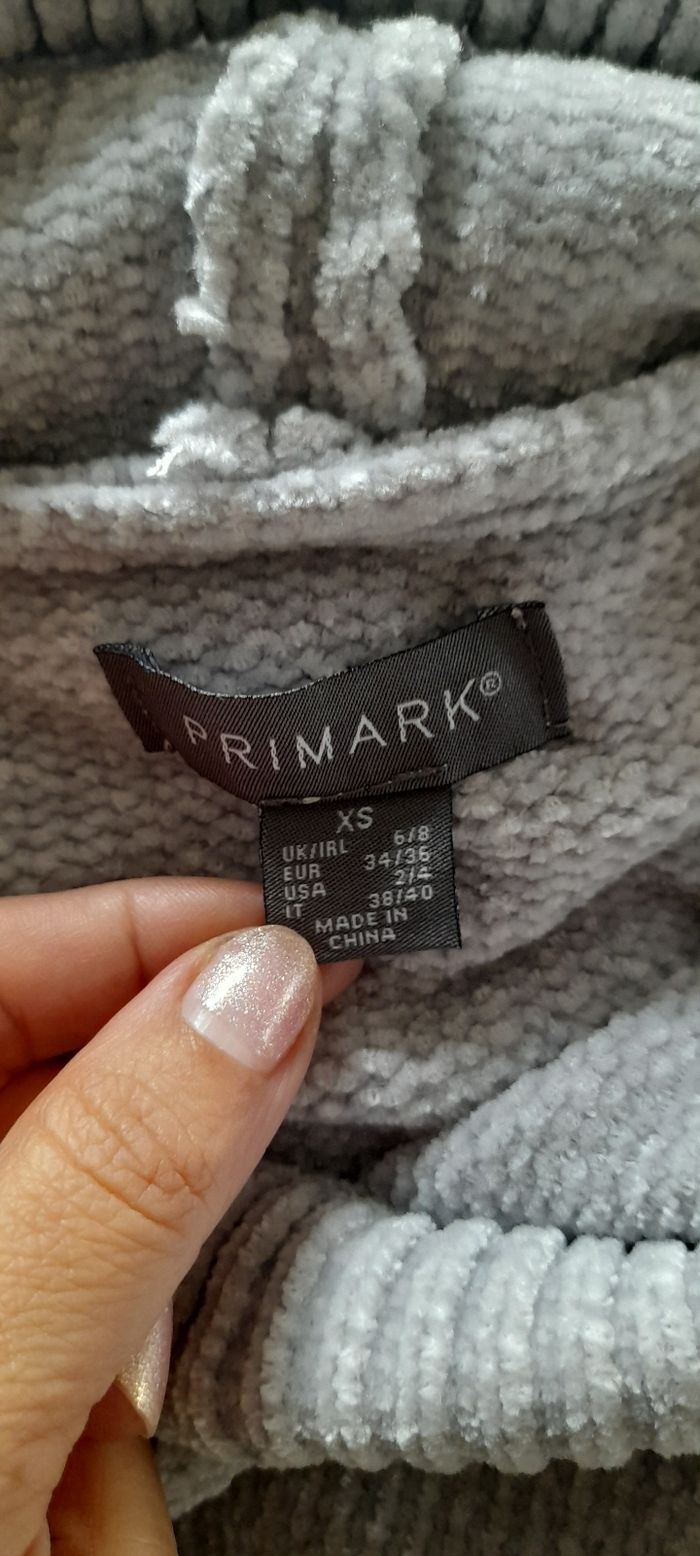 PRIMARK®
XS
UK/IRL 6/8
EUR 34/36
USA 2/4
IT 38/40
MADE IN
CHINA